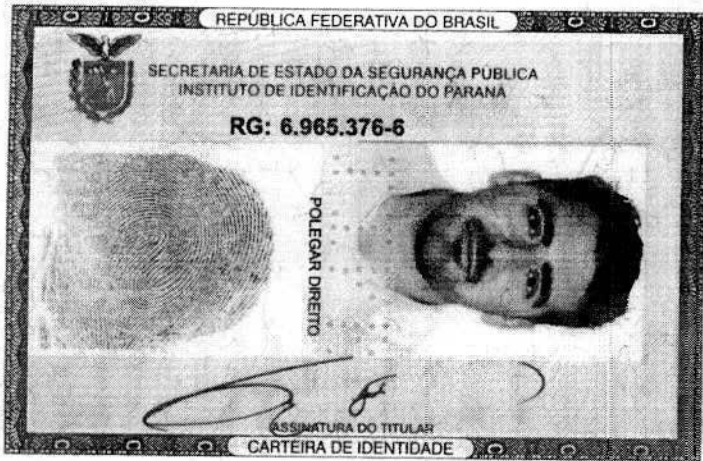 REPÚBLICA FEDERATIVA DO BRASIL
SECRETARIA DE ESTADO DA SEGURANÇA PÚBLICA
INSTITUTO DE IDENTIFICAÇÃO DO PARANÁ
RG: 6.965.376-6
POLEGAR DIREITO
ASSINATURA DO TITULAR
CARTEIRA DE IDENTIDADE